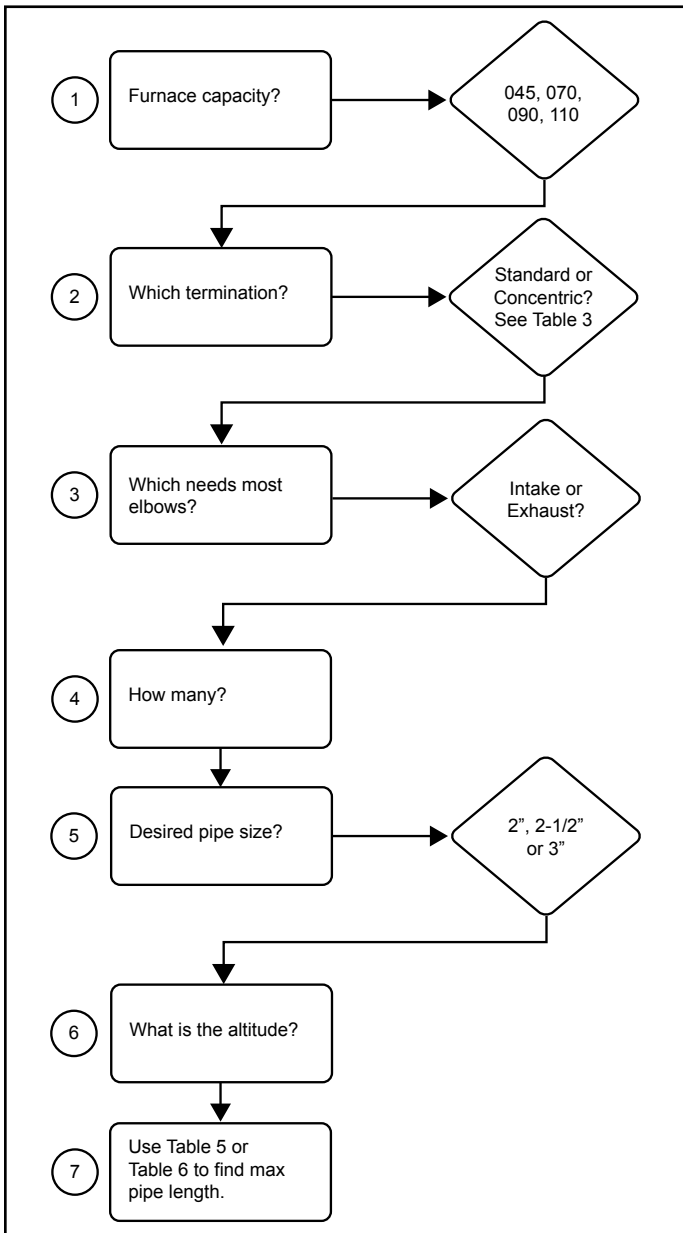 1
Furnace capacity?
045, 070,
090, 110
2
Which termination?
Standard or
Concentric?
See Table 3
3
Which needs most
elbows?
Intake or
Exhaust?
4
How many?
5
Desired pipe size?
2”, 2-1/2”
or 3”
6
What is the altitude?
7
Use Table 5 or
Table 6 to find max
pipe length.